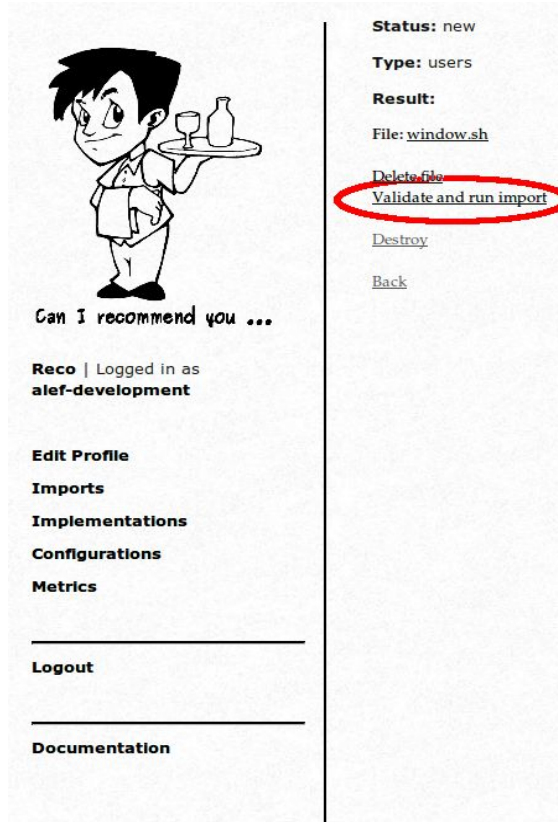 Can I recommend you ...
Reco | Logged in as
alef-development
Edit Profile
Imports
Implementations
Configurations
Metrics
Logout
Documentation
Status: new
Type: users
Result:
File: window.sh
Delete file
Validate and run import
Destroy
Back